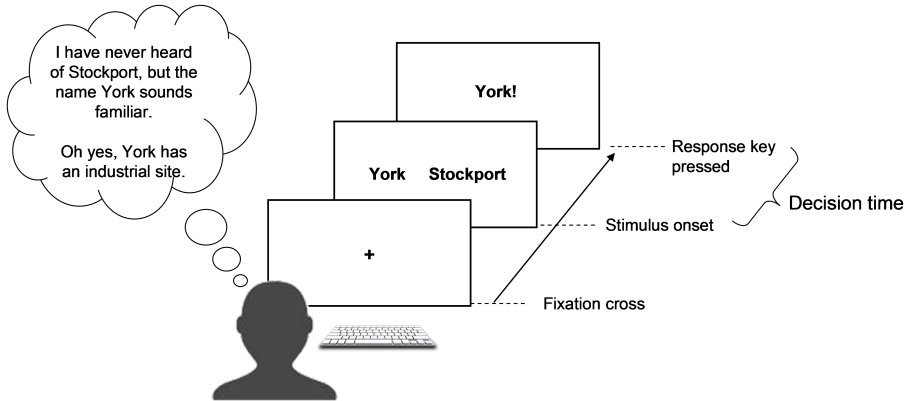 I have never heard
of Stockport, but the
name York sounds
familiar.
Oh yes, York has
an industrial site.
York!
York Stockport
+
Response key
pressed
Decision time
Stimulus onset
Fixation cross